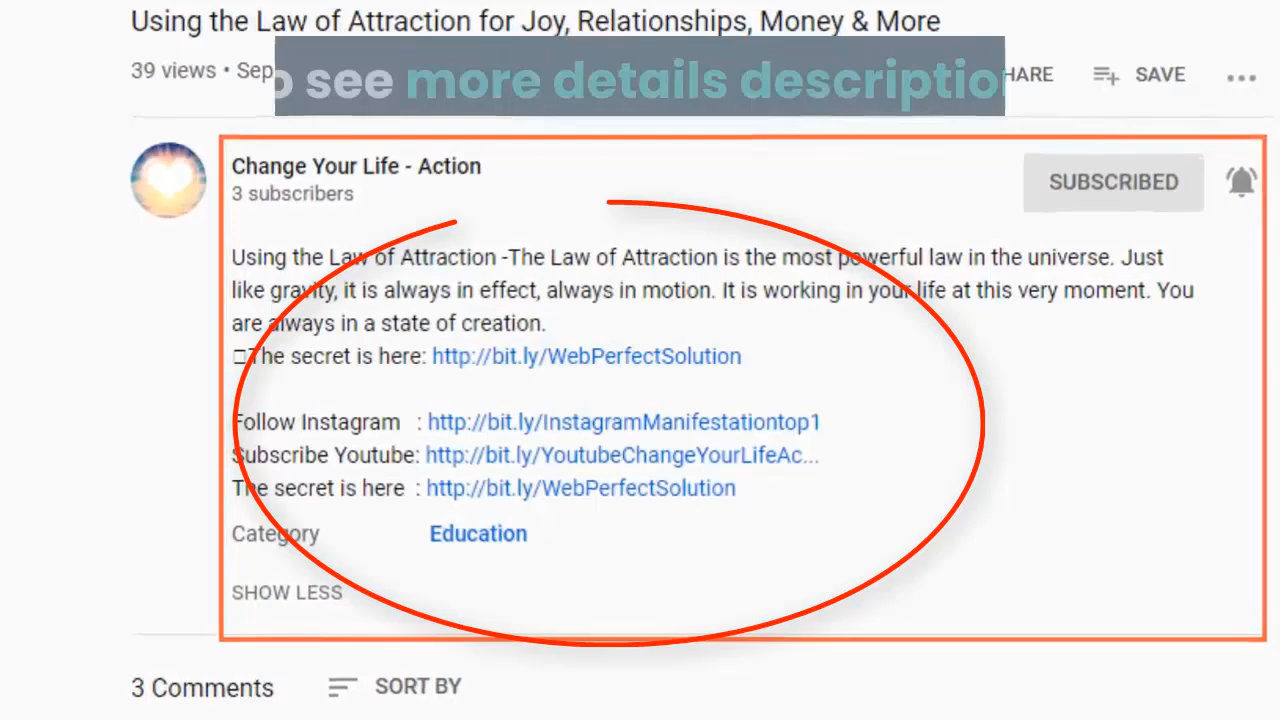 Using the Law of Attraction for Joy, Relationships, Money & More
39 views • Sep
see more details description
SAVE
Change Your Life - Action
3 subscribers
SUBSCRIBED
Using the Law of Attraction -The Law of Attraction is the most powerful law in the universe. Just
like gravity, it is always in effect, always in motion. It is working in your life at this very moment. You
are always in a state of creation.
The secret is here: http://bit.ly/WebPerfectSolution
Follow Instagram : http://bit.ly/InstagramManifestationtop1
Subscribe Youtube: http://bit.ly/YoutubeChangeYourLifeAc...
The secret is here : http://bit.ly/WebPerfectSolution
Category Education
SHOW LESS
3 Comments
SORT BY